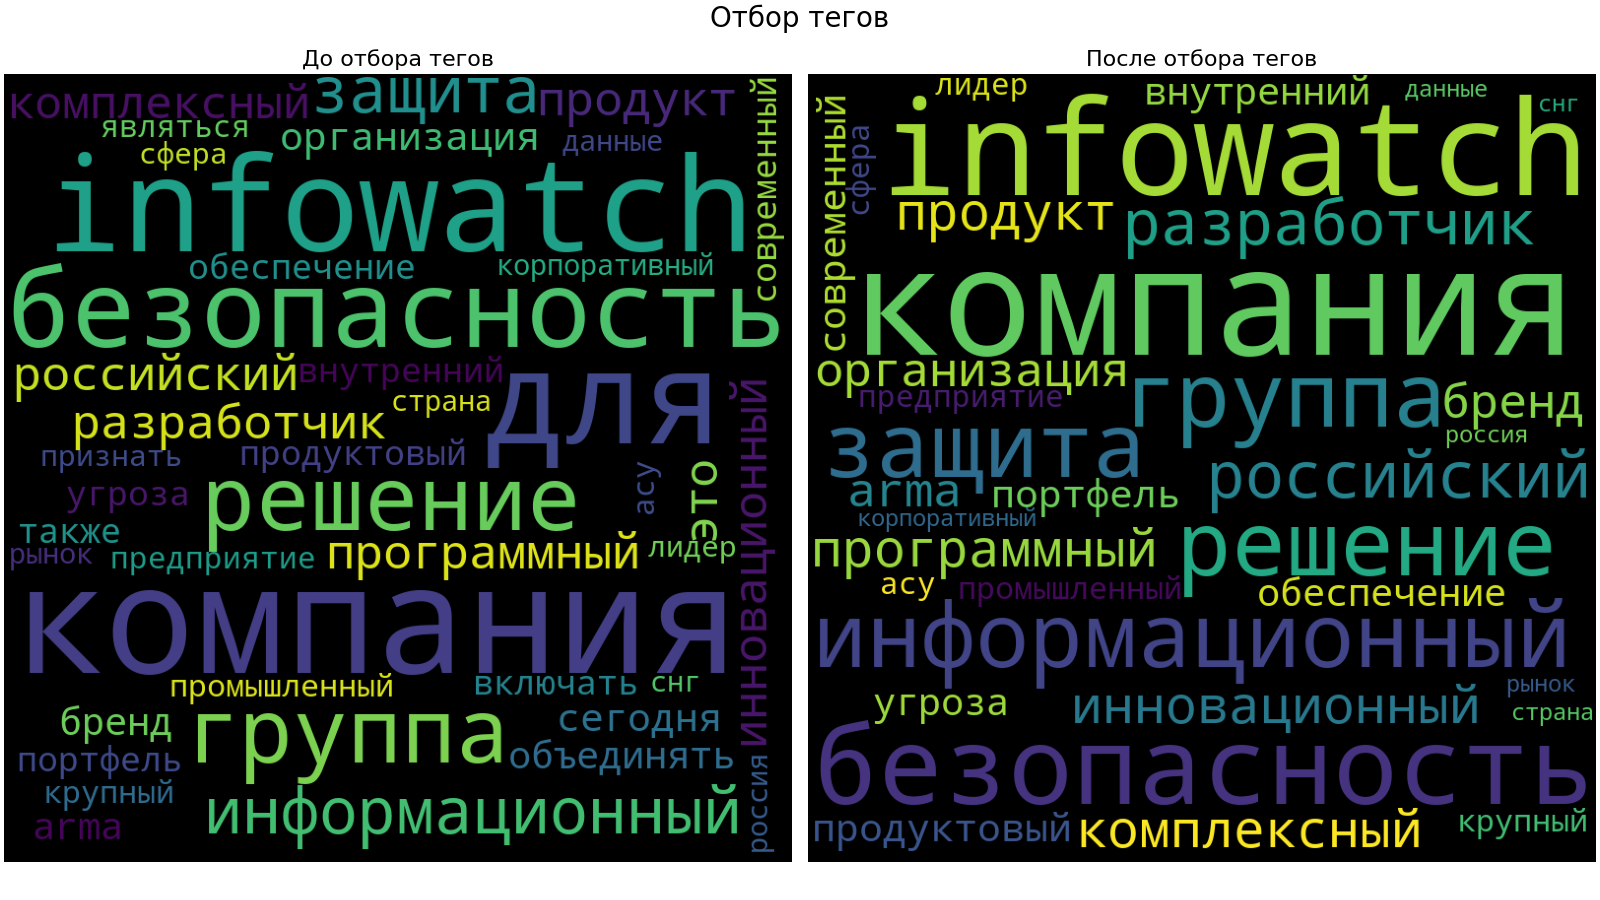 Отбор тегов
До отбора тегов
комплексный
защита
продукт
являться
организация
данные
сфера
современный
infowatch
обеспечение
корпоративный
безопасность
российский
внутренний
для
страна
разработчик
инновационный
признать
продуктовый
асу
это
угроза
решение
также
рынок
предприятие
программный
лидер
компания
промышленный
включать
снг
бренд
группа
сегодня
портфель
объединять
россия
крупный
информационный
arma
После отбора тегов
лидер
внутренний
данные
снг
современный
сфера
infowatch
продукт
разработчик
компания
организация
группа
предприятие
бренд
защита
россия
российский
arma
портфель
корпоративный
программный
решение
асу
промышленный
обеспечение
информационный
рынок
угроза
инновационный
страна
безопасность
продуктовый
комплексный
крупный